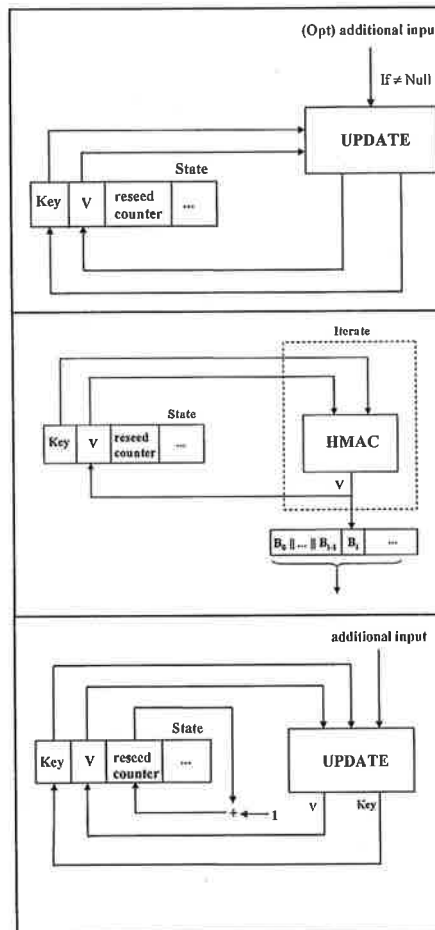 (Opt) additional input
If ≠ Null
UPDATE
State
Key V reseed counter ...
Iterate
State
Key V reseed counter ...
HMAC
V
B₀ || ... || Bᵢ₋₁ Bᵢ ...
additional input
State
Key V reseed counter ...
UPDATE
V Key
+ 1